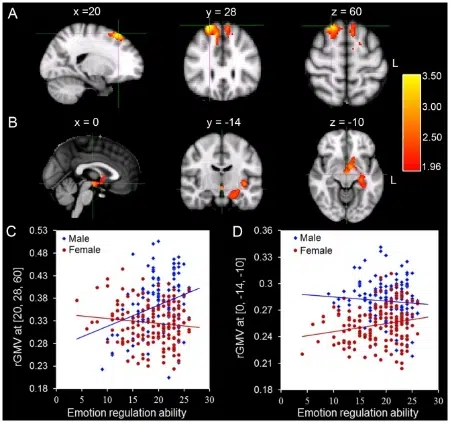 A
x =20
y = 28
z = 60
L
3.50
3.00
2.00
1.96
B
x = 0
y = -14
z = -10
L
C
0.53
0.48
0.43
0.38
0.33
0.28
0.23
0.18
rGMV at [20, 28, 60]
Male
Female
0 5 10 15 20 25 30
Emotion regulation ability
D
0.36
0.33
0.3
0.27
0.24
0.21
0.18
rGMV at [0, -14, -10]
Male
Female
0 5 10 15 20 25 30
Emotion regulation ability